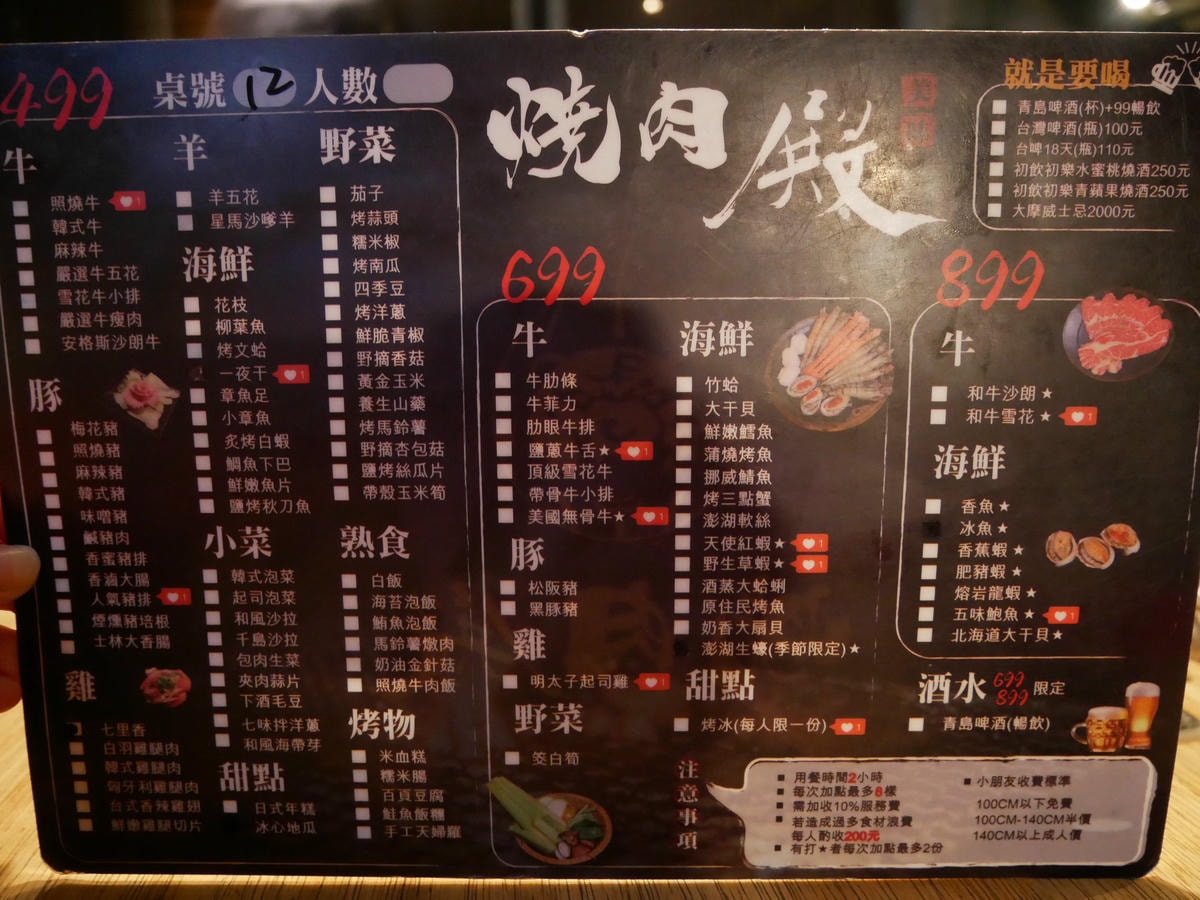 499
桌號 12 人數
牛
照燒牛 1
韓式牛
麻辣牛
嚴選牛五花
雪花牛小排
嚴選牛瘦肉
安格斯沙朗牛
豚
梅花豬
照燒豬
麻辣豬
韓式豬
味噌豬
鹹豬肉
香蜜豬排
香滷大腸
人氣豬排 1
煙燻豬培根
士林大香腸
雞
七里香
白羽雞腿肉
韓式雞腿肉
匈牙利雞腿肉
台式香辣雞翅
鮮嫩雞腿切片
羊
羊五花
星馬沙嗲羊
海鮮
花枝
柳葉魚
烤文蛤
一夜干 1
章魚足
小章魚
炙烤白蝦
鯛魚下巴
鮮嫩魚片
鹽烤秋刀魚
小菜
韓式泡菜
起司泡菜
和風沙拉
千島沙拉
包肉生菜
夾肉蒜片
下酒毛豆
七味拌洋蔥
和風海帶芽
甜點
日式年糕
冰心地瓜
野菜
茄子
烤蒜頭
糯米椒
烤南瓜
四季豆
烤洋蔥
鮮脆青椒
野摘香菇
黃金玉米
養生山藥
烤馬鈴薯
野摘杏包菇
鹽烤絲瓜片
帶殼玉米筍
熟食
白飯
海苔泡飯
鮪魚泡飯
馬鈴薯燉肉
奶油金針菇
照燒牛肉飯
烤物
米血糕
糯米腸
百頁豆腐
鮭魚飯糰
手工天婦羅
燒肉殿
就是要喝
青島啤酒(杯)+99暢飲
台灣啤酒(瓶)100元
台啤18天(瓶)110元
初飲初樂水蜜桃燒酒250元
初飲初樂青蘋果燒酒250元
大摩威士忌2000元
699
牛
牛肋條
牛菲力
肋眼牛排
鹽蔥牛舌★ 1
頂級雪花牛
帶骨牛小排
美國無骨牛★ 1
豚
松阪豬
黑豚豬
雞
明太子起司雞 1
野菜
筊白筍
海鮮
竹蛤
大干貝
鮮嫩鱈魚
蒲燒烤魚
挪威鯖魚
烤三點蟹
澎湖軟絲
天使紅蝦★ 1
野生草蝦★ 1
酒蒸大蛤蜊
原住民烤魚
奶香大扇貝
澎湖生蠔(季節限定)★
甜點
烤冰(每人限一份) 1
899
牛
和牛沙朗★
和牛雪花★ 1
海鮮
香魚★
冰魚★
香蕉蝦★
肥豬蝦★
熔岩龍蝦★
五味鮑魚★ 1
北海道大干貝★
酒水 699 899 限定
青島啤酒(暢飲)
注意事項
用餐時間2小時
每次加點最多8樣
需加收10%服務費
若造成過多食材浪費
每人酌收200元
有打★者每次加點最多2份
小朋友收費標準
100CM以下免費
100CM-140CM半價
140CM以上成人價